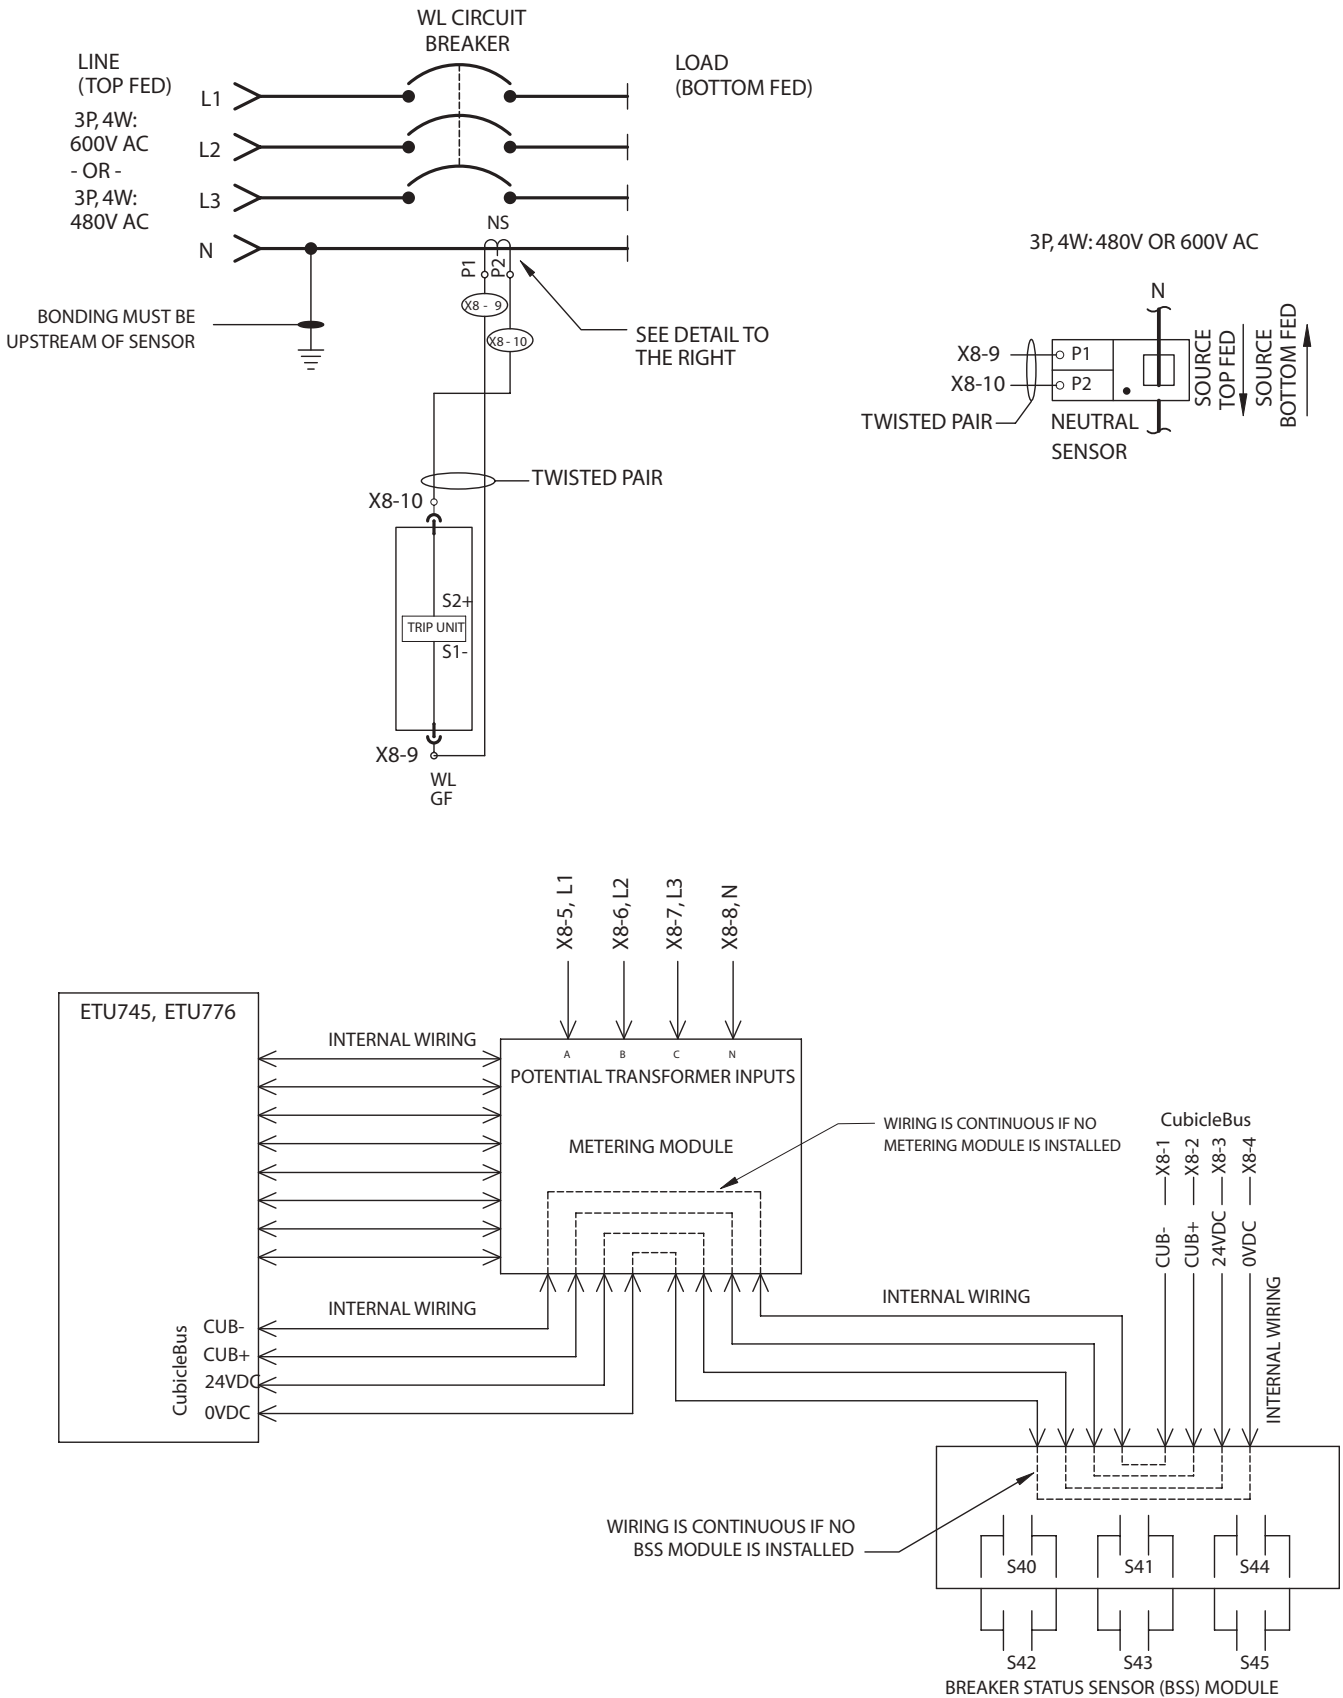 WL CIRCUIT
BREAKER
LINE
(TOP FED)
LOAD
(BOTTOM FED)
L1
3P, 4W:
600V AC
L2
- OR -
3P, 4W:
480V AC
L3
NS
N
P1
P2
X8 - 9
X8 - 10
BONDING MUST BE
UPSTREAM OF SENSOR
SEE DETAIL TO
THE RIGHT
TWISTED PAIR
X8-10
S2+
TRIP UNIT
S1-
X8-9
WL
GF
3P, 4W: 480V OR 600V AC
N
X8-9
P1
X8-10
P2
TWISTED PAIR
NEUTRAL
SENSOR
SOURCE
TOP FED
SOURCE
BOTTOM FED
X8-5, L1
X8-6, L2
X8-7, L3
X8-8, N
ETU745, ETU776
INTERNAL WIRING
A
B
C
N
POTENTIAL TRANSFORMER INPUTS
METERING MODULE
WIRING IS CONTINUOUS IF NO
METERING MODULE IS INSTALLED
CubicleBus
X8-1
X8-2
X8-3
X8-4
CUB-
CUB+
24VDC
0VDC
INTERNAL WIRING
INTERNAL WIRING
INTERNAL WIRING
CubicleBus
CUB-
CUB+
24VDC
0VDC
WIRING IS CONTINUOUS IF NO
BSS MODULE IS INSTALLED
S40
S41
S44
S42
S43
S45
BREAKER STATUS SENSOR (BSS) MODULE